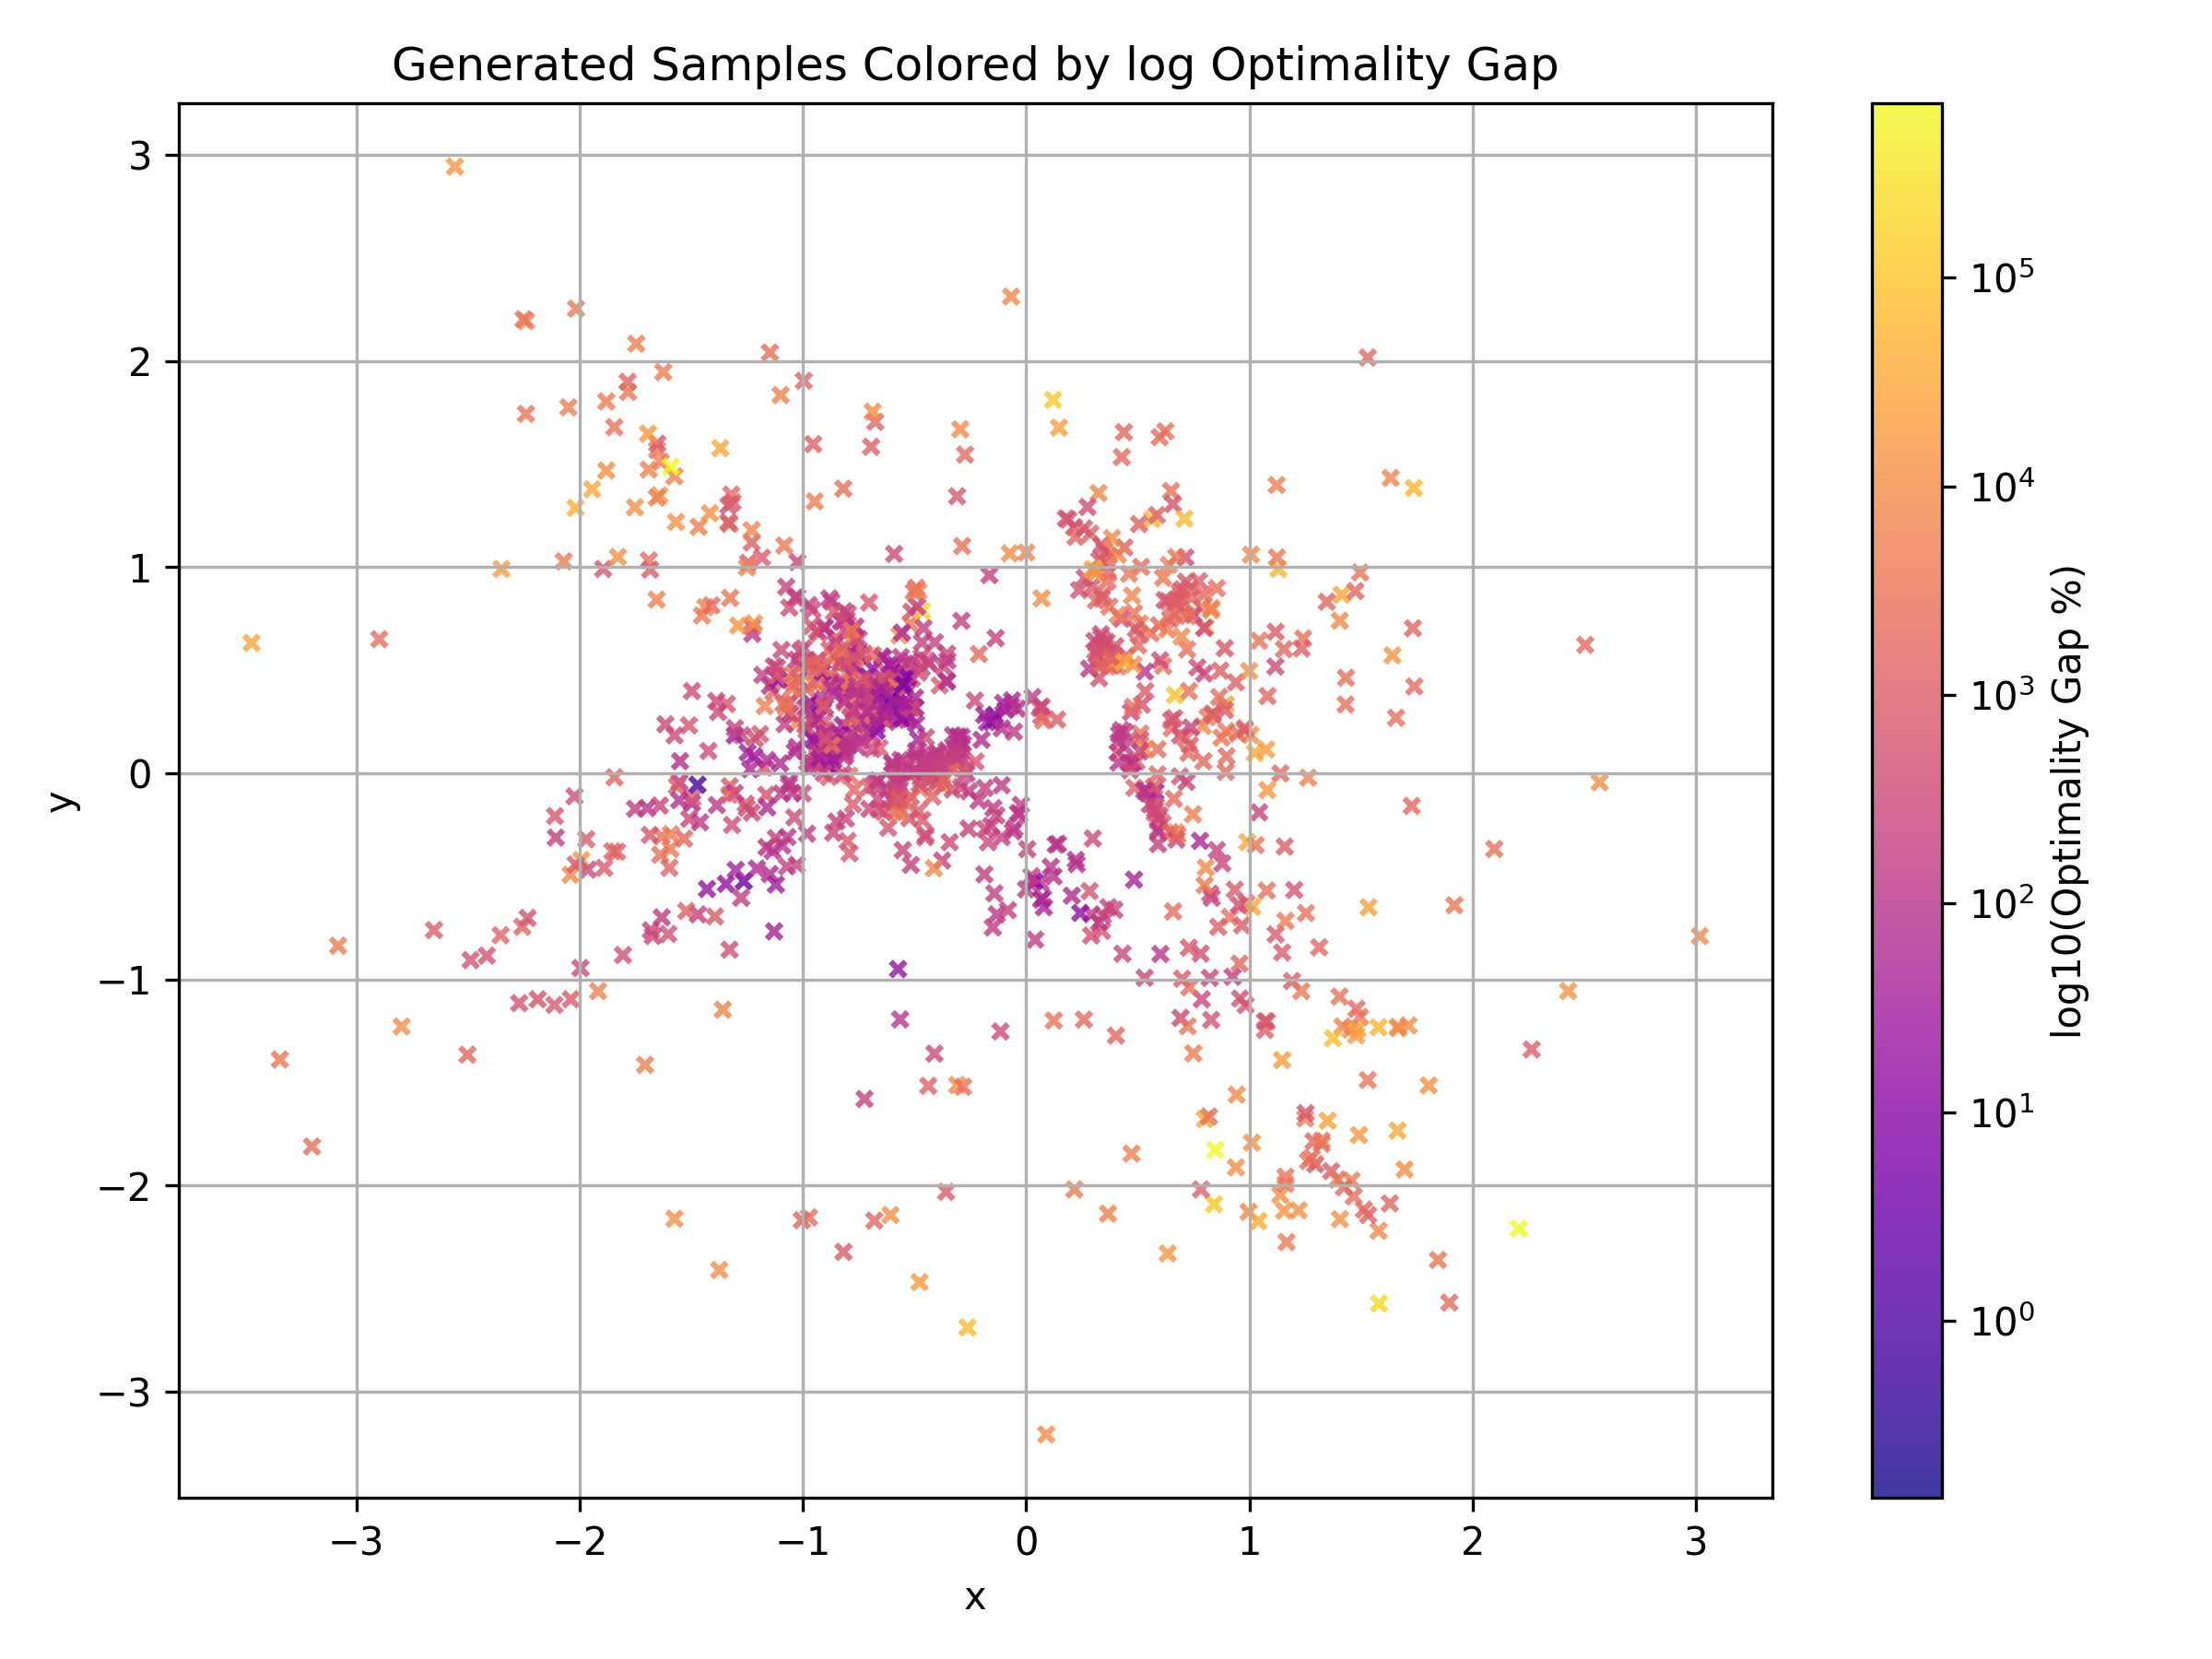 Generated Samples Colored by log Optimality Gap
3
2
1
0
−1
−2
−3
y
−3 −2 −1 0 1 2 3
x
10⁵
10⁴
10³
10²
10¹
10⁰
log10(Optimality Gap %)